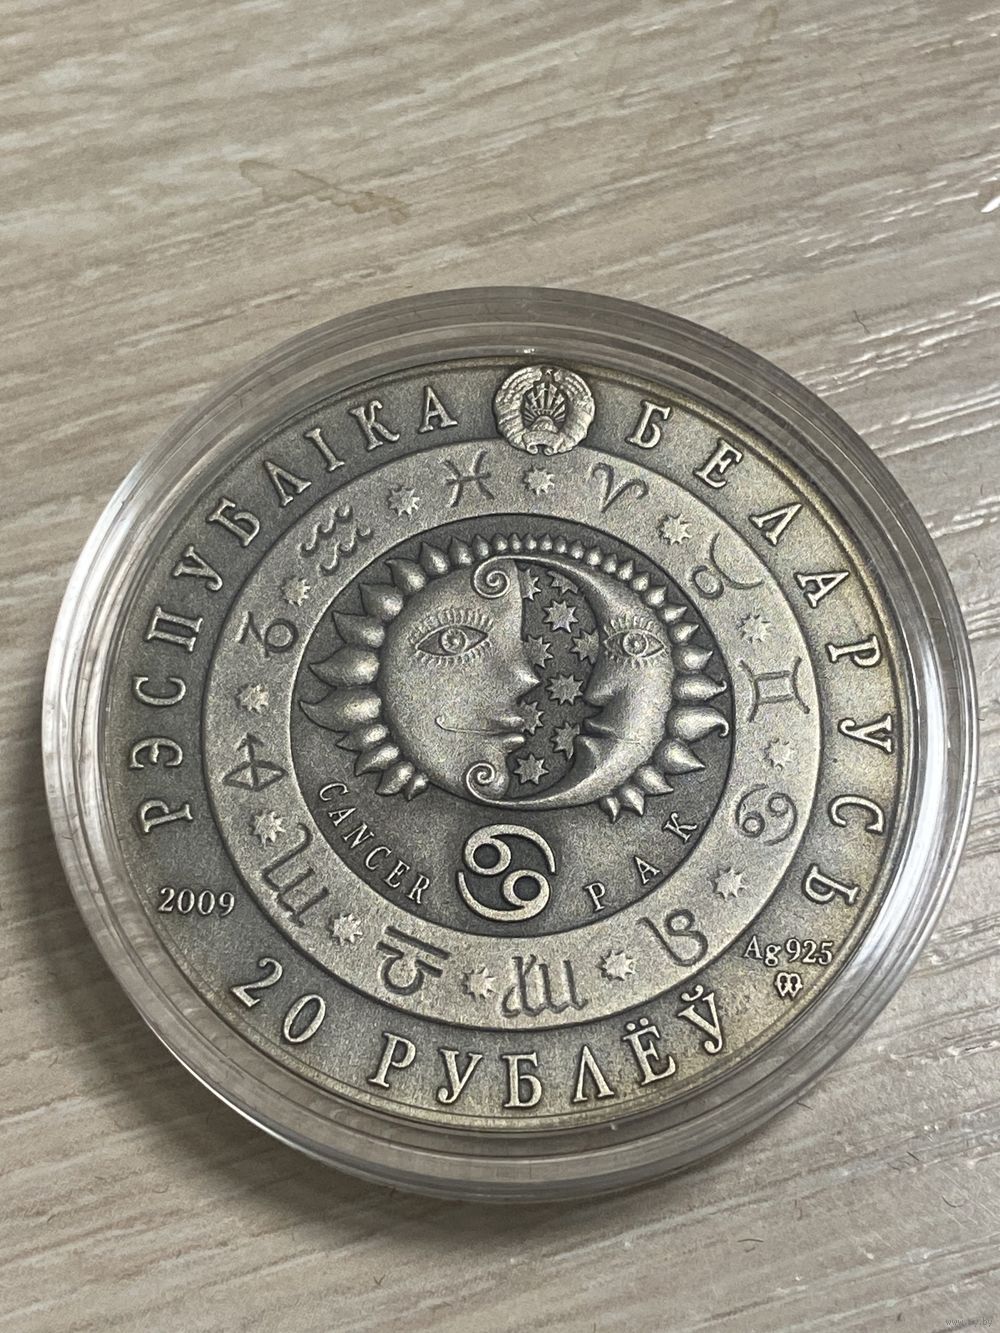 РЭСПУБЛІКА БЕЛАРУСЬ
CANCER РАК
2009
Ag 925
20 РУБЛЁЎ